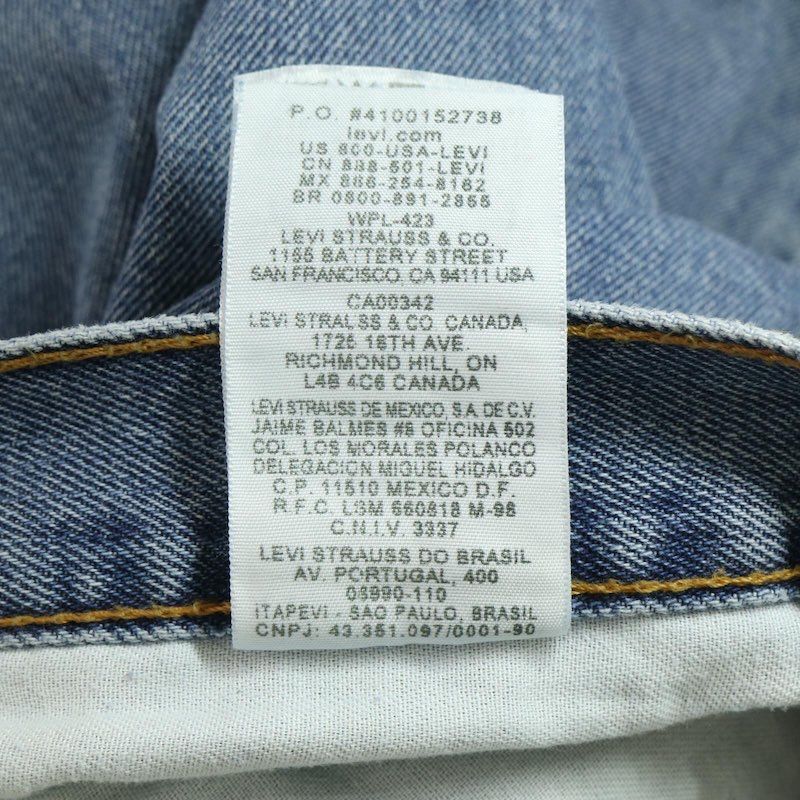 P.O. #4100152738
levi.com
US 800-USA-LEVI
CN 888-501-LEVI
MX 866-254-8162
BR 0800-891-2855
WPL-423
LEVI STRAUSS & CO.
1155 BATTERY STREET
SAN FRANCISCO, CA 94111 USA
CA00342
LEVI STRAUSS & CO. CANADA,
1725 16TH AVE.
RICHMOND HILL, ON
L4B 4C6 CANADA
LEVI STRAUSS DE MEXICO, S.A. DE C.V.
JAIME BALMES #8 OFICINA 502
COL. LOS MORALES POLANCO
DELEGACION MIGUEL HIDALGO
C.P. 11510 MEXICO D.F.
R.F.C. LSM 650818 M-98
C.N.I.V. 3337
LEVI STRAUSS DO BRASIL
AV. PORTUGAL, 400
06690-110
ITAPEVI - SAO PAULO, BRASIL
CNPJ: 43.351.097/0001-90